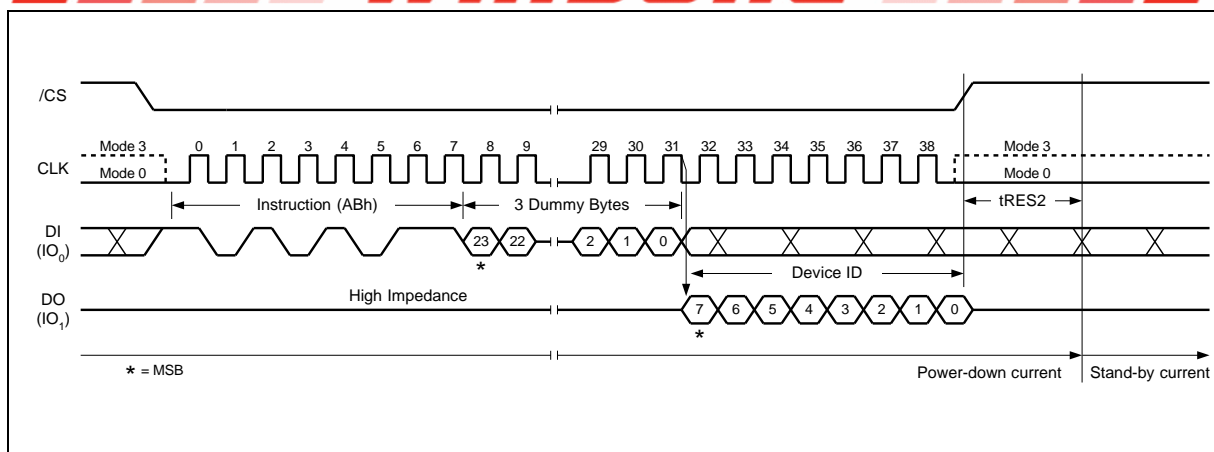 /CS
Mode 3 0 1 2 3 4 5 6 7 8 9 29 30 31 32 33 34 35 36 37 38 Mode 3
CLK
Mode 0 Mode 0
Instruction (ABh) 3 Dummy Bytes tRES2
DI
(IO0)
23 22 2 1 0
*
Device ID
High Impedance
DO
(IO1)
7 6 5 4 3 2 1 0
*
* = MSB
Power-down current Stand-by current